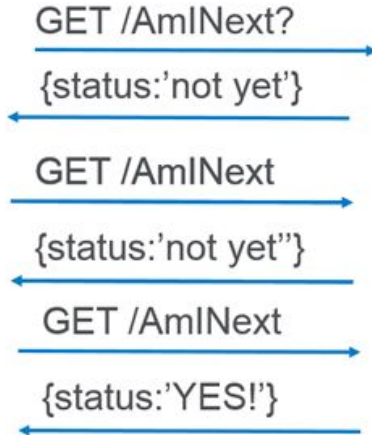 GET /AmINext?
{status:’not yet’}
GET /AmINext
{status:’not yet’’}
GET /AmINext
{status:’YES!’}